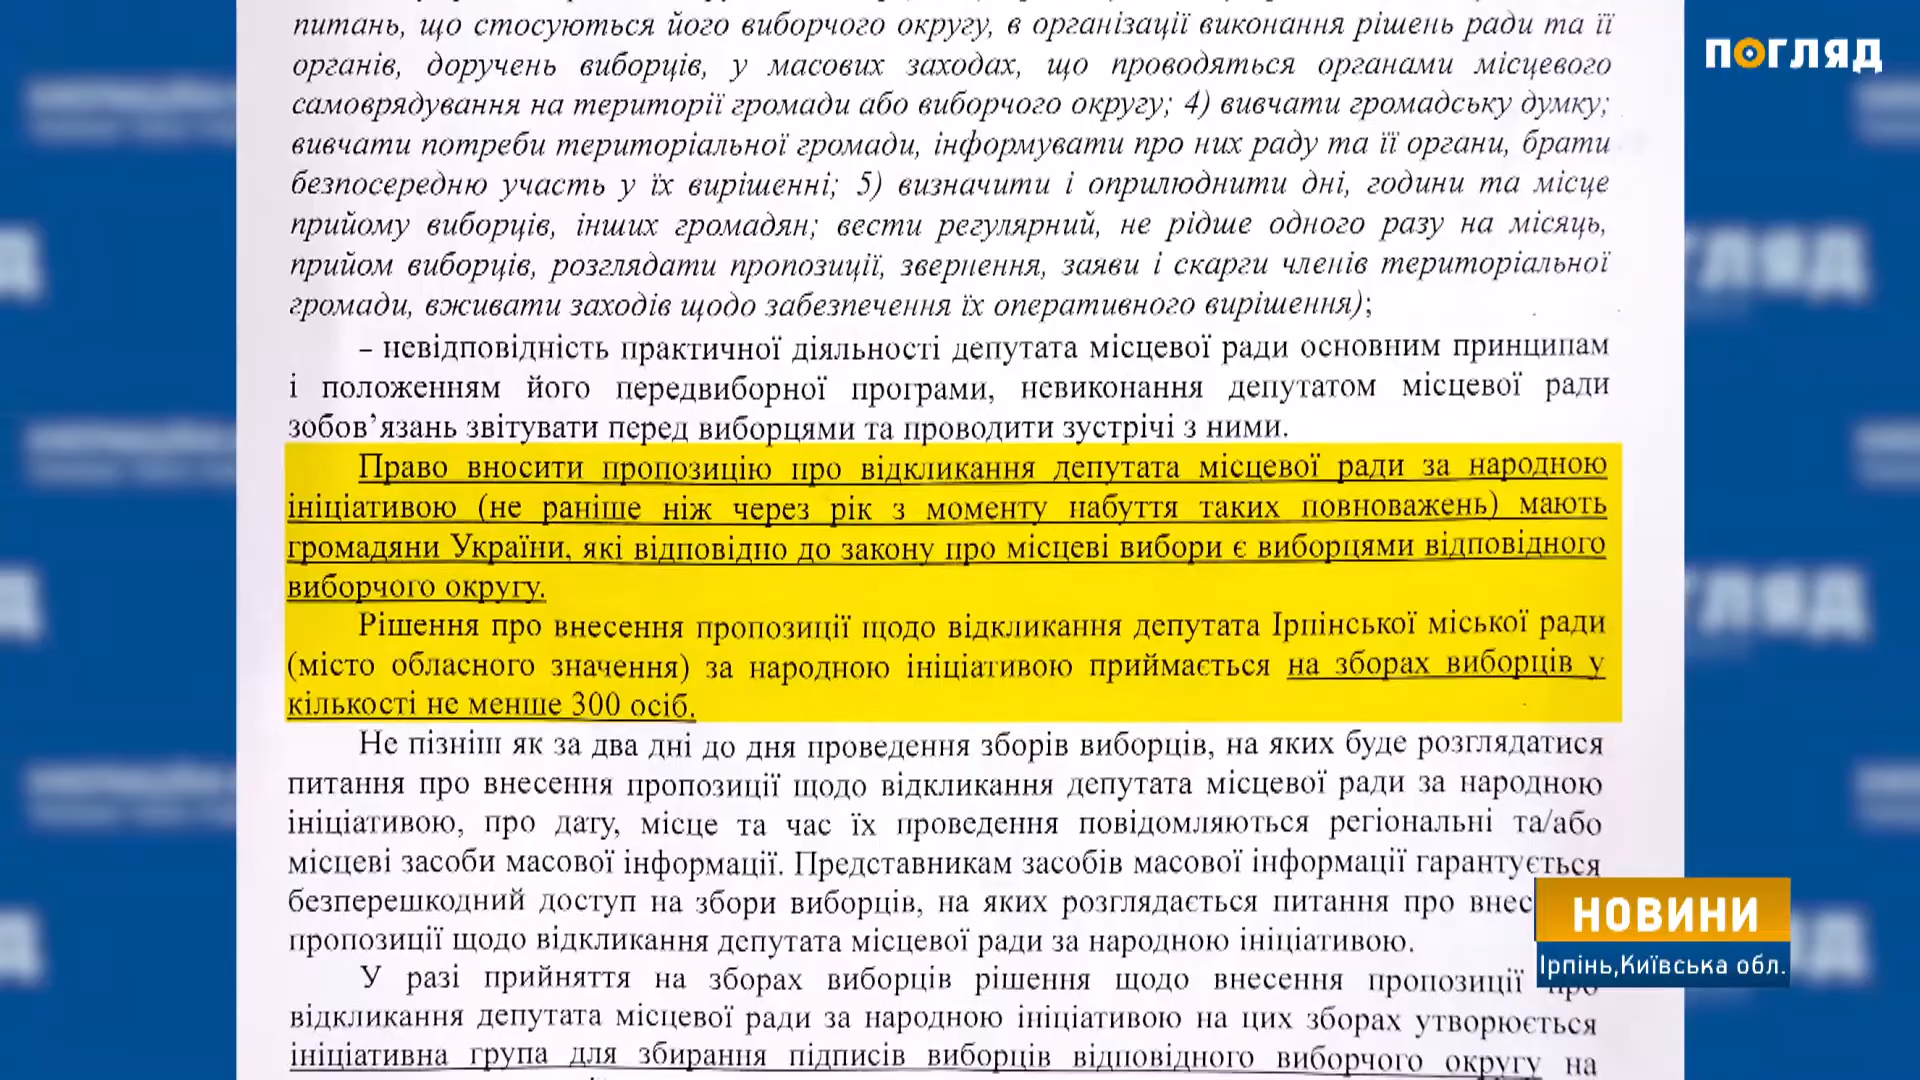 питань, що стосуються його виборчого округу, в організації виконання рішень ради та її
органів, доручень виборців, у масових заходах, що проводяться органами місцевого
самоврядування на території громади або виборчого округу; 4) вивчати громадську думку;
вивчати потреби територіальної громади, інформувати про них раду та її органи, брати
безпосередню участь у їх вирішенні; 5) визначити і оприлюднити дні, години та місце
прийому виборців, інших громадян; вести регулярний, не рідше одного разу на місяць,
прийом виборців, розглядати пропозиції, звернення, заяви і скарги членів територіальної
громади, вживати заходів щодо забезпечення їх оперативного вирішення);
– невідповідність практичної діяльності депутата місцевої ради основним принципам
і положенням його передвиборної програми, невиконання депутатом місцевої ради
зобов’язань звітувати перед виборцями та проводити зустрічі з ними.
Право вносити пропозицію про відкликання депутата місцевої ради за народною
ініціативою (не раніше ніж через рік з моменту набуття таких повноважень) мають
громадяни України, які відповідно до закону про місцеві вибори є виборцями відповідного
виборчого округу.
Рішення про внесення пропозиції щодо відкликання депутата Ірпінської міської ради
(місто обласного значення) за народною ініціативою приймається на зборах виборців у
кількості не менше 300 осіб.
Не пізніш як за два дні до дня проведення зборів виборців, на яких буде розглядатися
питання про внесення пропозиції щодо відкликання депутата місцевої ради за народною
ініціативою, про дату, місце та час їх проведення повідомляються регіональні та/або
місцеві засоби масової інформації. Представникам засобів масової інформації гарантується
безперешкодний доступ на збори виборців, на яких розглядається питання про внес
пропозиції щодо відкликання депутата місцевої ради за народною ініціативою.
У разі прийняття на зборах виборців рішення щодо внесення пропозиції про
відкликання депутата місцевої ради за народною ініціативою на цих зборах утворюється
ініціативна група для збирання підписів виборців відповідного виборчого округу на
ПОГЛЯД
НОВИНИ
Ірпінь,Київська обл.